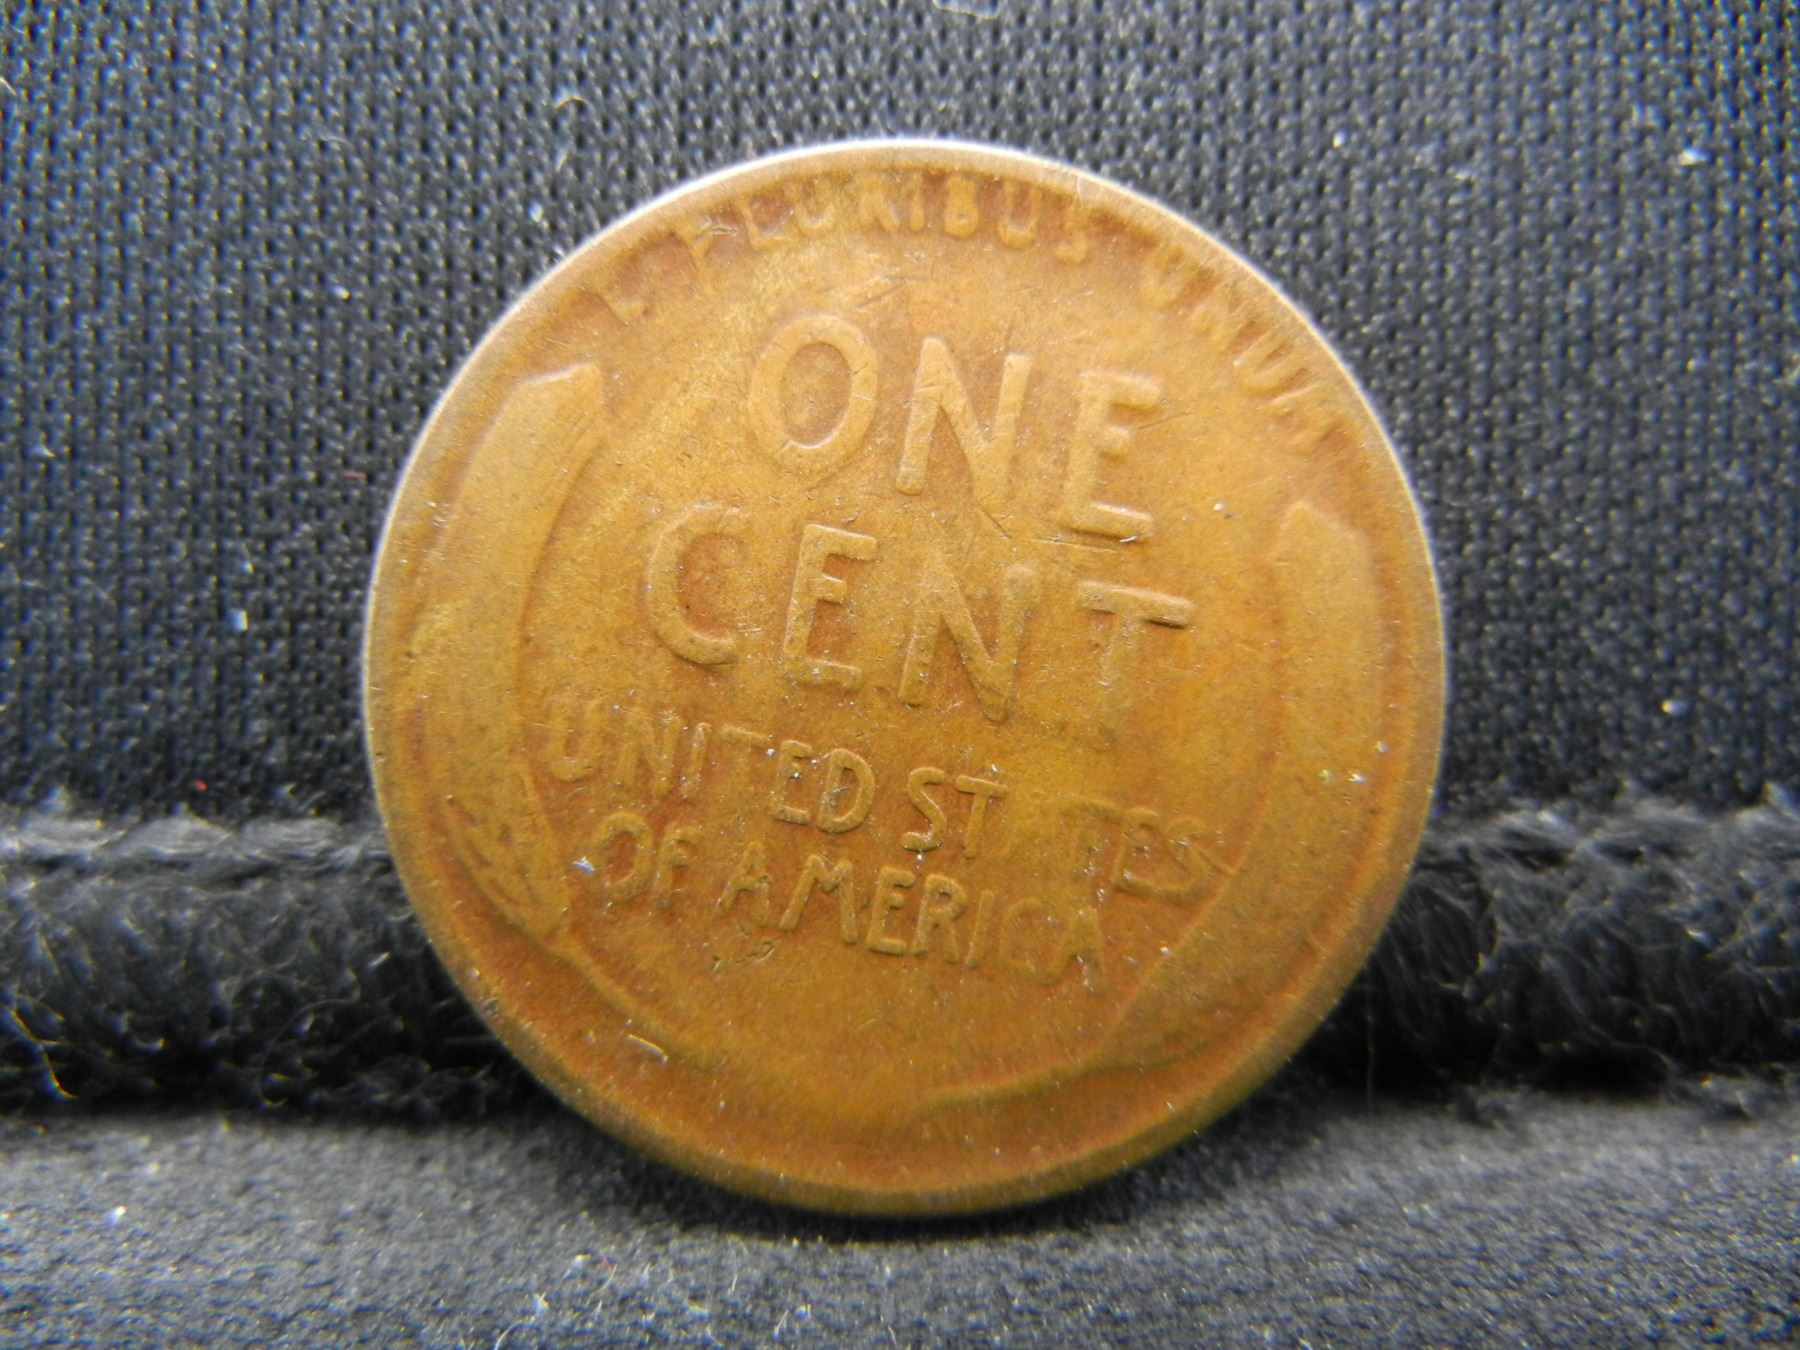 E PLURIBUS UNUM
ONE
CENT
UNITED STATES
OF AMERICA